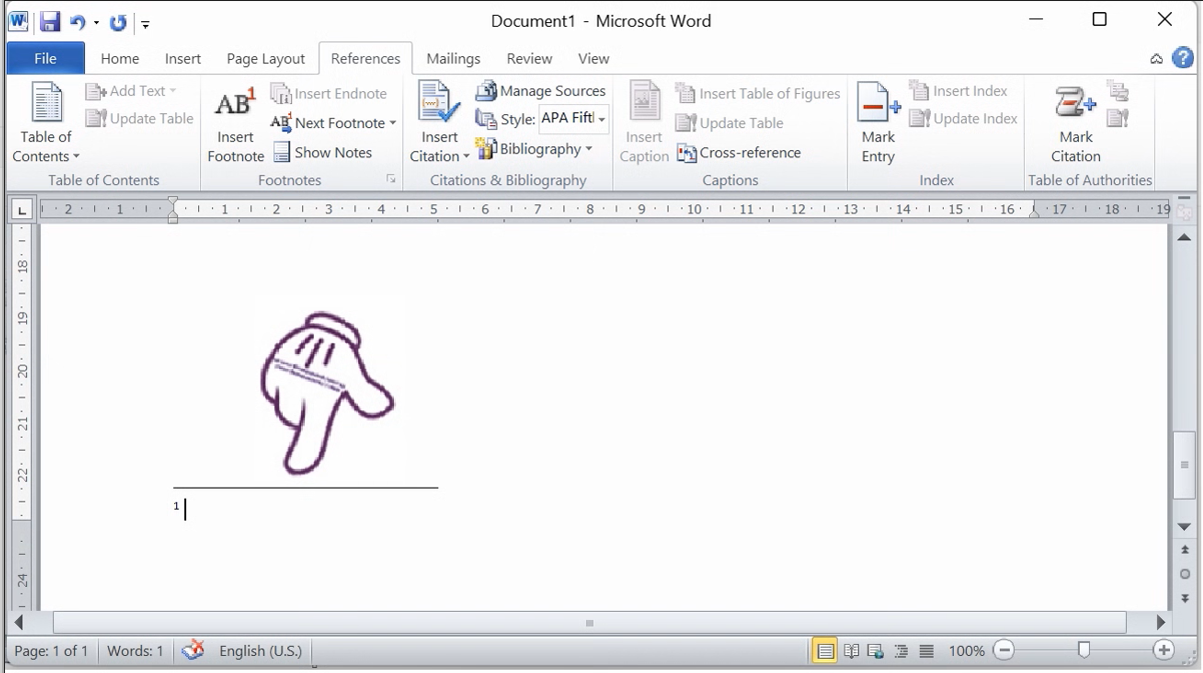 Document1 - Microsoft Word
File Home Insert Page Layout References Mailings Review View
Table of Contents
Add Text
Update Table
Table of Contents
AB1
Insert Footnote
Insert Endnote
Next Footnote
Show Notes
Footnotes
Insert Citation
Manage Sources
Style: APA Fift
Bibliography
Citations & Bibliography
Insert Caption
Insert Table of Figures
Update Table
Cross-reference
Captions
Mark Entry
Insert Index
Update Index
Index
Mark Citation
Table of Authorities
2 1 1 2 3 4 5 6 7 8 9 10 11 12 13 14 15 16 17 18 19
18
19
20
21
22
24
1
Page: 1 of 1 Words: 1 English (U.S.) 100%